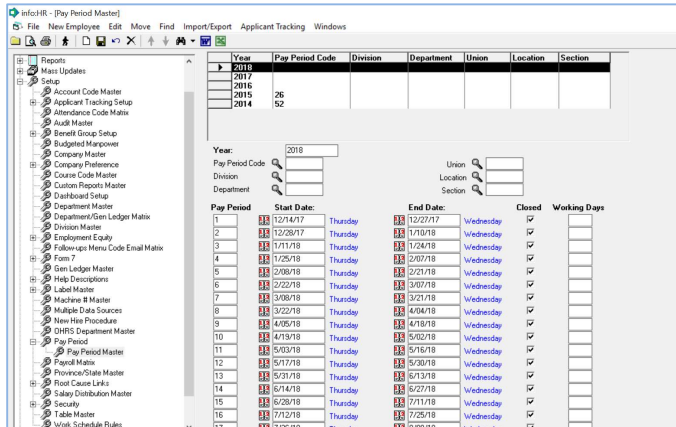 info:HR - [Pay Period Master]
File New Employee Edit Move Find Import/Export Applicant Tracking Windows
Reports
Mass Updates
Setup
Account Code Master
Applicant Tracking Setup
Attendance Code Matrix
Audit Master
Benefit Group Setup
Budgeted Manpower
Company Master
Company Preference
Course Code Master
Custom Reports Master
Dashboard Setup
Department Master
Department/Gen Ledger Matrix
Division Master
Employment Equity
Follow-ups Menu Code Email Matrix
Form 7
Gen Ledger Master
Help Descriptions
Label Master
Machine # Master
Multiple Data Sources
New Hire Procedure
OHRS Department Master
Pay Period
Pay Period Master
Payroll Matrix
Province/State Master
Root Cause Links
Salary Distribution Master
Security
Table Master
Work Schedule Rules
Year Pay Period Code Division Department Union Location Section
2018
2017
2016
2015 26
2014 52
Year: 2018
Pay Period Code Union
Division Location
Department Section
Pay Period Start Date: End Date: Closed Working Days
1 12/14/17 Thursday 12/27/17 Wednesday
2 12/28/17 Thursday 1/10/18 Wednesday
3 1/11/18 Thursday 1/24/18 Wednesday
4 1/25/18 Thursday 2/07/18 Wednesday
5 2/08/18 Thursday 2/21/18 Wednesday
6 2/22/18 Thursday 3/07/18 Wednesday
7 3/08/18 Thursday 3/21/18 Wednesday
8 3/22/18 Thursday 4/04/18 Wednesday
9 4/05/18 Thursday 4/18/18 Wednesday
10 4/19/18 Thursday 5/02/18 Wednesday
11 5/03/18 Thursday 5/16/18 Wednesday
12 5/17/18 Thursday 5/30/18 Wednesday
13 5/31/18 Thursday 6/13/18 Wednesday
14 6/14/18 Thursday 6/27/18 Wednesday
15 6/28/18 Thursday 7/11/18 Wednesday
16 7/12/18 Thursday 7/25/18 Wednesday